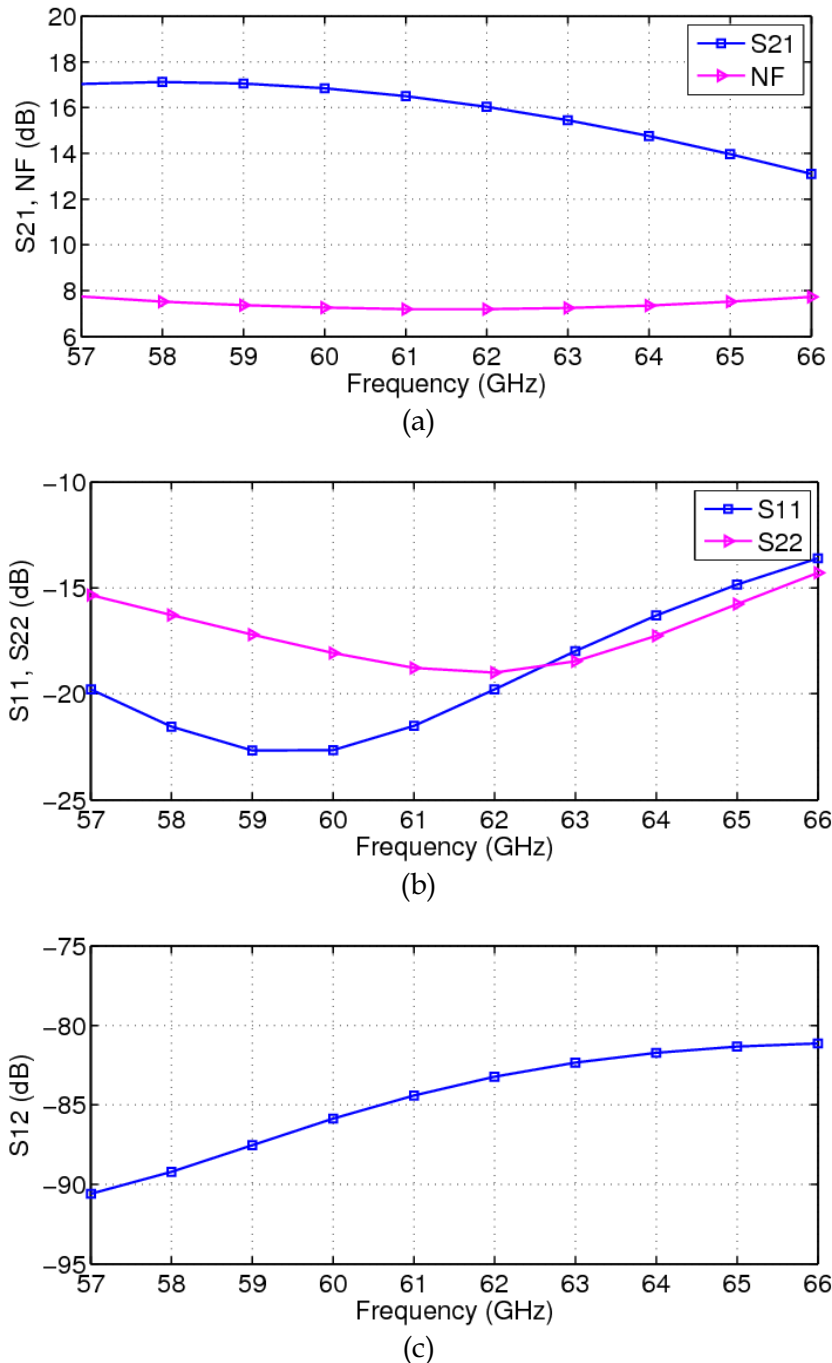 20
18
16
14
12
10
8
6
S21, NF (dB)
S21
NF
57 58 59 60 61 62 63 64 65 66
Frequency (GHz)
(a)
−10
−15
−20
−25
S11, S22 (dB)
S11
S22
57 58 59 60 61 62 63 64 65 66
Frequency (GHz)
(b)
−75
−80
−85
−90
−95
S12 (dB)
57 58 59 60 61 62 63 64 65 66
Frequency (GHz)
(c)